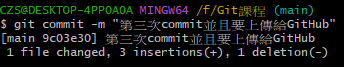 CZS@DESKTOP-4PP0A0A MINGW64 /f/Git課程 (main)
$ git commit -m "第三次commit並且要上傳給GitHub"
[main 9c03e30] 第三次commit並且要上傳給GitHub
 1 file changed, 3 insertions(+), 1 deletion(-)